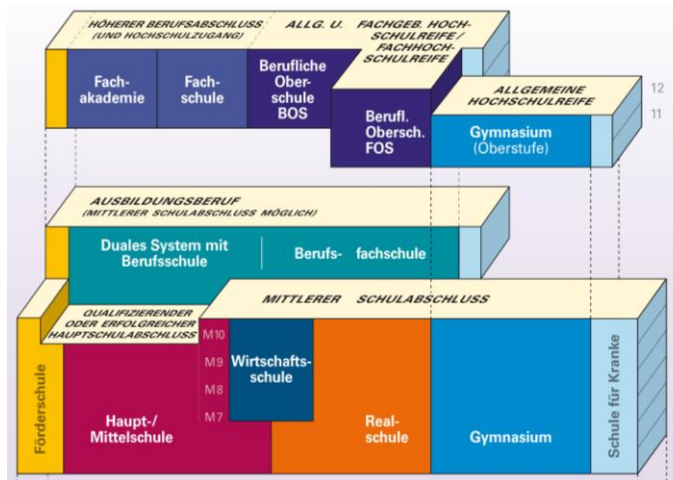 HÖHERER BERUFSABSCHLUSS
(UND HOCHSCHULZUGANG)
ALLG. U. FACHGEB. HOCH-
SCHULREIFE/
FACHHOCH-
SCHULREIFE
Fach-
akademie
Fach-
schule
Berufliche
Ober-
schule
BOS
Berufl.
Obersch.
FOS
ALLGEMEINE
HOCHSCHULREIFE
Gymnasium
(Oberstufe)
12
11
AUSBILDUNGSBERUF
(MITTLERER SCHULABSCHLUSS MÖGLICH)
Duales System mit
Berufsschule
Berufs- fachschule
QUALIFIZIERENDER
ODER ERFOLGREICHER
HAUPTSCHULABSCHLUSS
MITTLERER SCHULABSCHLUSS
M10
M9
M8
M7
Wirtschafts-
schule
Förderschule
Haupt-/
Mittelschule
Real-
schule
Gymnasium
Schule für Kranke